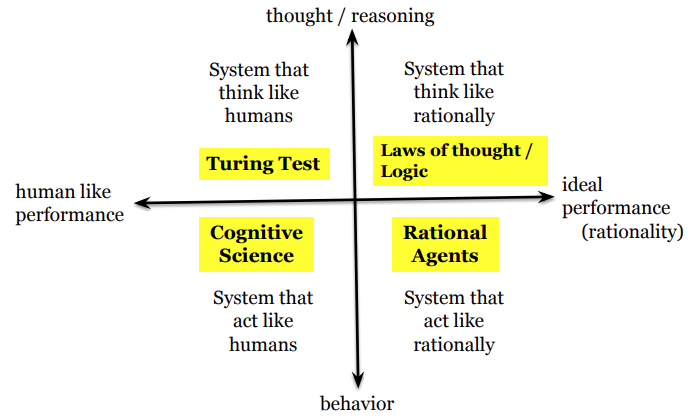 thought / reasoning
System that
think like
humans
System that
think like
rationally
Turing Test
Laws of thought /
Logic
human like
performance
ideal
performance
(rationality)
Cognitive
Science
Rational
Agents
System that
act like
humans
System that
act like
rationally
behavior